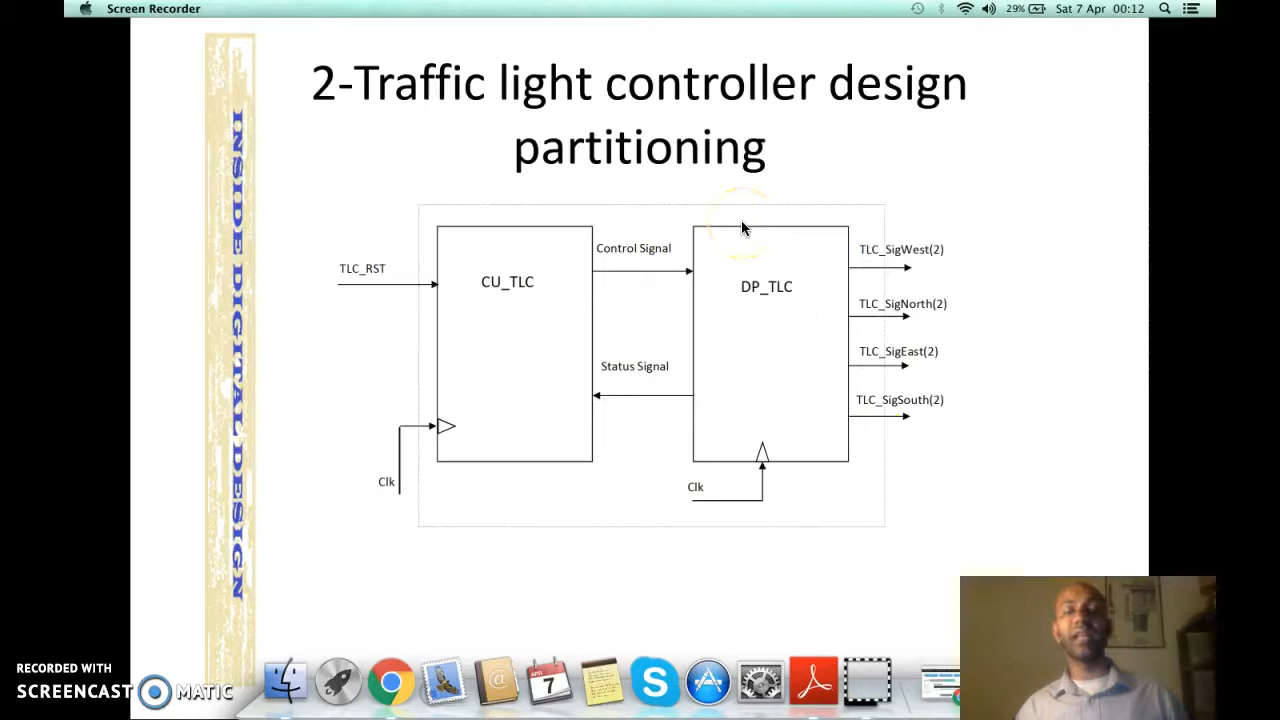 Screen Recorder
29%
Sat 7 Apr 00:12
2-Traffic light controller design
partitioning
INSIDE DIGITAL DESIGN
TLC_RST
CU_TLC
Control Signal
Status Signal
Clk
DP_TLC
Clk
TLC_SigWest(2)
TLC_SigNorth(2)
TLC_SigEast(2)
TLC_SigSouth(2)
RECORDED WITH
SCREENCAST MATIC
APR
7